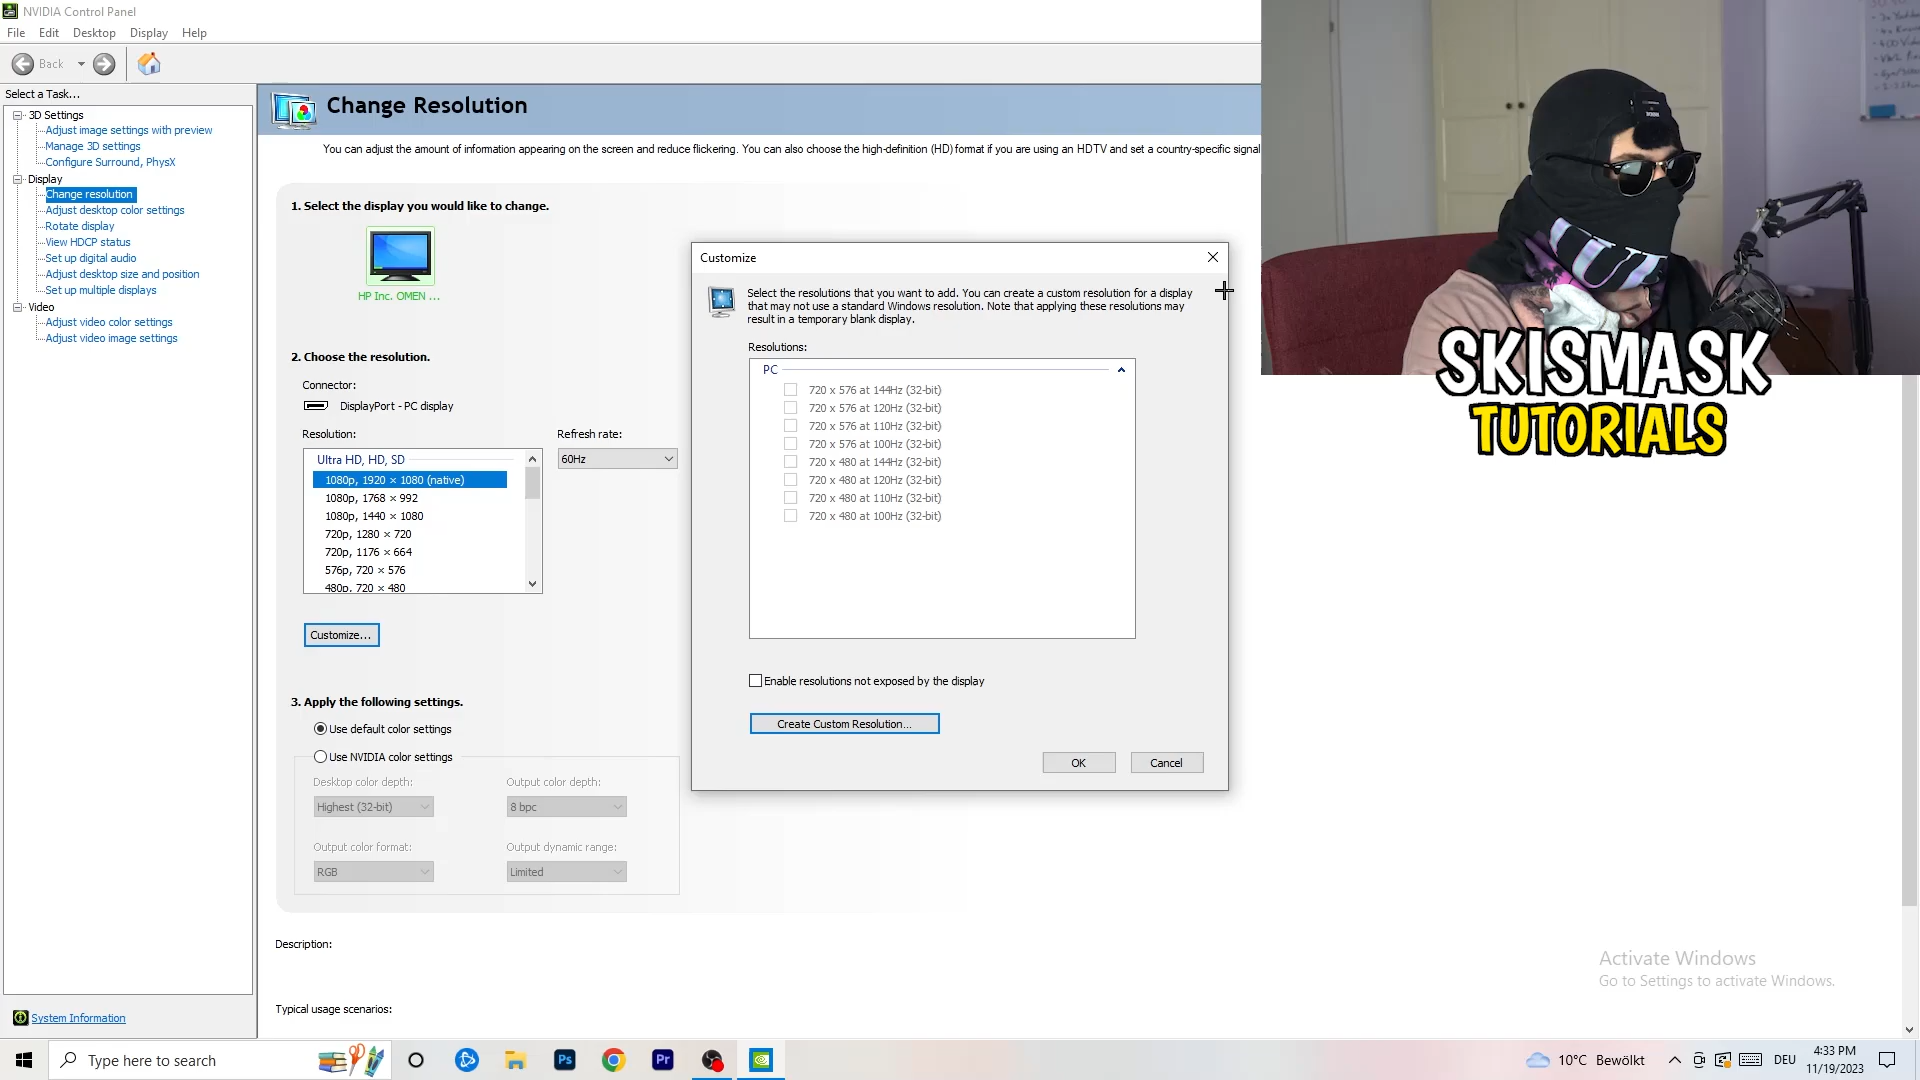 NVIDIA Control Panel
File Edit Desktop Display Help
Back
Select a Task...
3D Settings
Adjust image settings with preview
Manage 3D settings
Configure Surround, PhysX
Display
Change resolution
Adjust desktop color settings
Rotate display
View HDCP status
Set up digital audio
Adjust desktop size and position
Set up multiple displays
Video
Adjust video color settings
Adjust video image settings
System Information
Change Resolution
You can adjust the amount of information appearing on the screen and reduce flickering. You can also choose the high-definition (HD) format if you are using an HDTV and set a country-specific signal
1. Select the display you would like to change.
HP Inc. OMEN ...
2. Choose the resolution.
Connector:
DisplayPort - PC display
Resolution:
Refresh rate:
Ultra HD, HD, SD
60Hz
1080p, 1920 × 1080 (native)
1080p, 1768 × 992
1080p, 1440 × 1080
720p, 1280 × 720
720p, 1176 × 664
576p, 720 × 576
480p, 720 × 480
Customize...
3. Apply the following settings.
Use default color settings
Use NVIDIA color settings
Desktop color depth:
Output color depth:
Highest (32-bit)
8 bpc
Output color format:
Output dynamic range:
RGB
Limited
Description:
Typical usage scenarios:
Customize
Select the resolutions that you want to add. You can create a custom resolution for a display
that may not use a standard Windows resolution. Note that applying these resolutions may
result in a temporary blank display.
Resolutions:
PC
720 x 576 at 144Hz (32-bit)
720 x 576 at 120Hz (32-bit)
720 x 576 at 110Hz (32-bit)
720 x 576 at 100Hz (32-bit)
720 x 480 at 144Hz (32-bit)
720 x 480 at 120Hz (32-bit)
720 x 480 at 110Hz (32-bit)
720 x 480 at 100Hz (32-bit)
Enable resolutions not exposed by the display
Create Custom Resolution...
OK
Cancel
SKISMASK
TUTORIALS
Activate Windows
Go to Settings to activate Windows.
Type here to search
Ps
Pr
10°C Bewölkt
DEU
4:33 PM
11/19/2023